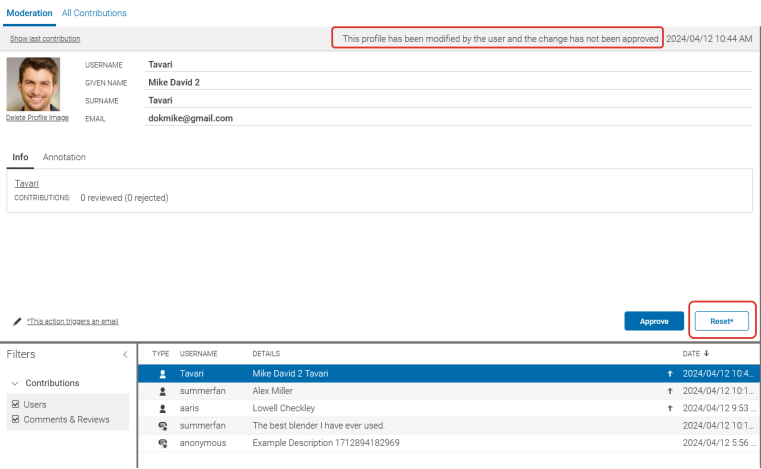 Moderation All Contributions
Show last contribution This profile has been modified by the user and the change has not been approved 2024/04/12 10:44 AM
USERNAME Tavari
GIVEN NAME Mike David 2
SURNAME Tavari
Delete Profile Image EMAIL dokmike@gmail.com
Info Annotation
Tavari
CONTRIBUTIONS: 0 reviewed (0 rejected)
*This action triggers an email Approve Reset*
Filters < TYPE USERNAME DETAILS DATE ↓
Tavari Mike David 2 Tavari ↑ 2024/04/12 10:4...
Contributions summerfan Alex Miller ↑ 2024/04/12 10:1...
Users aaris Lowell Checkley ↑ 2024/04/12 9:53 ...
Comments & Reviews summerfan The best blender I have ever used. 2024/04/12 10:1...
anonymous Example Description 1712894182969 2024/04/12 5:56 ...